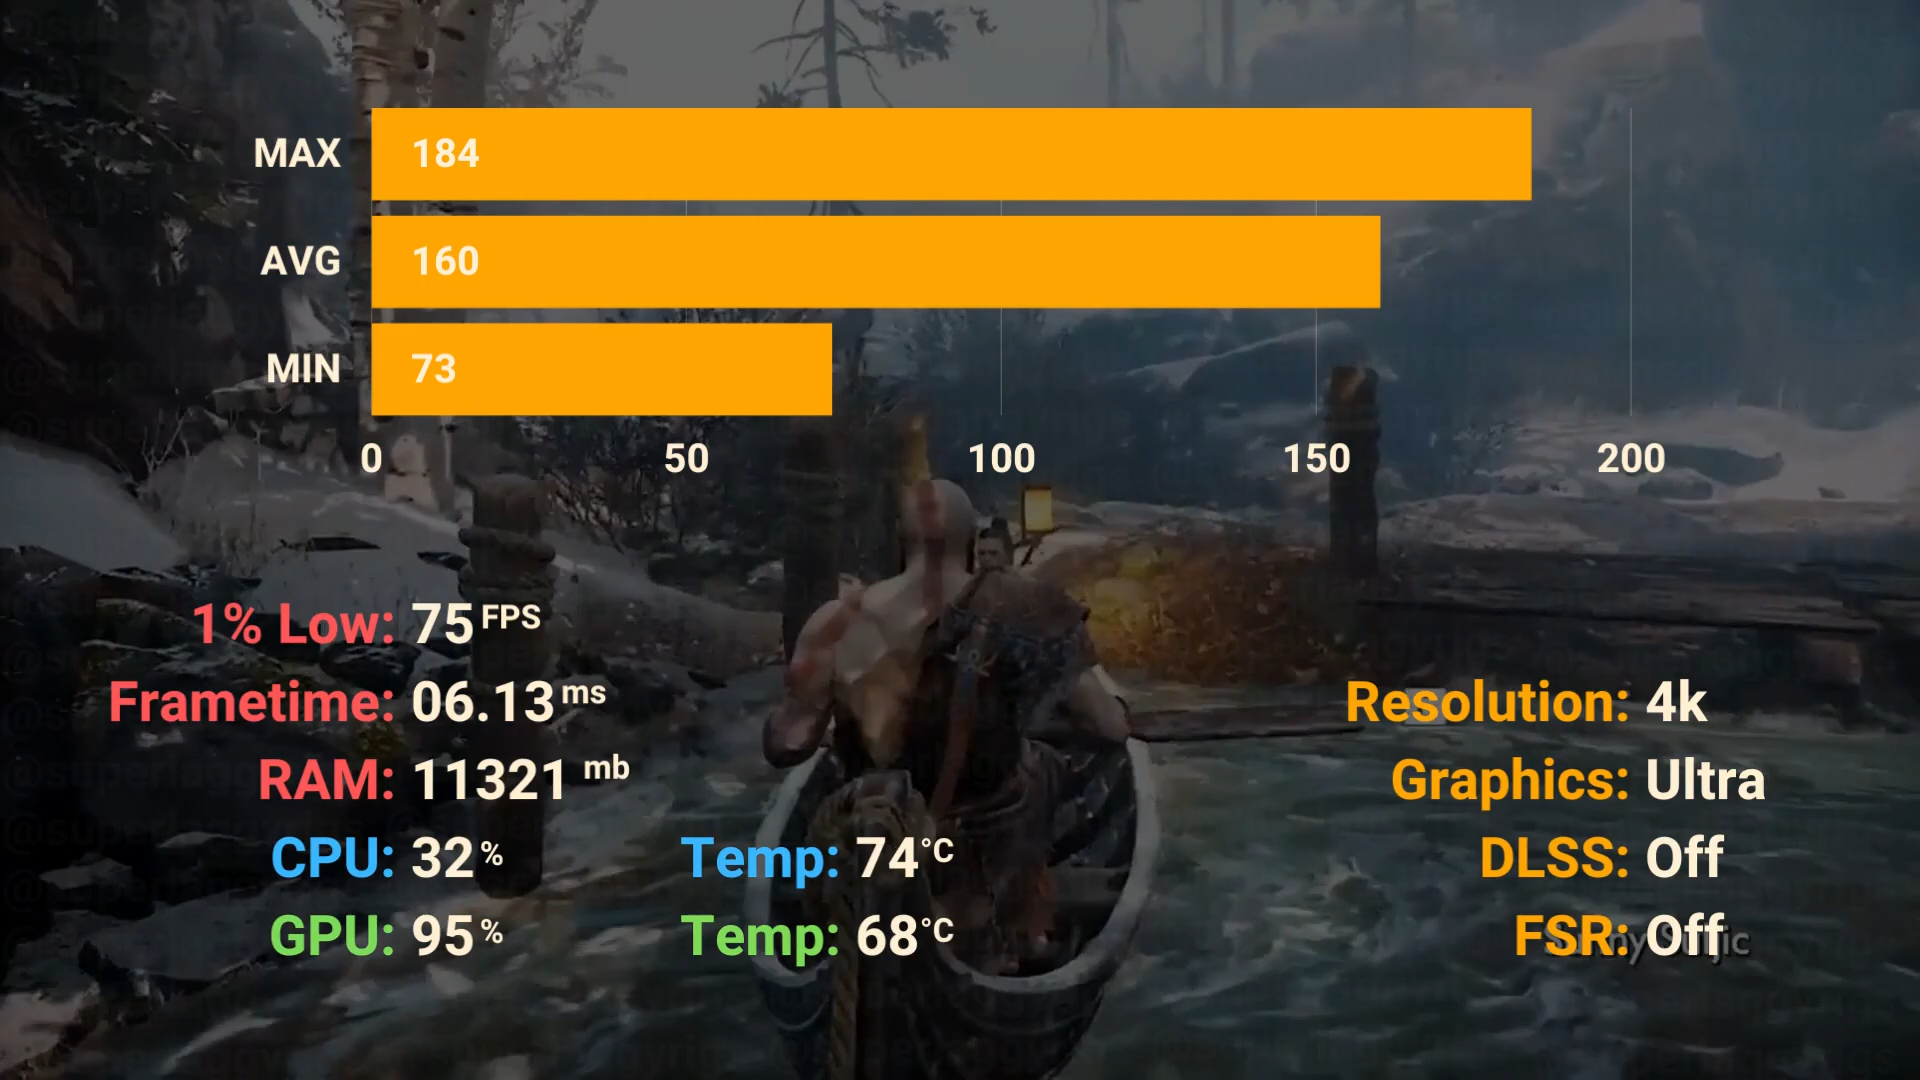 MAX 184
AVG 160
MIN 73
0 50 100 150 200
1% Low: 75 FPS
Frametime: 06.13 ms
RAM: 11321 mb
CPU: 32 % Temp: 74 °C
GPU: 95 % Temp: 68 °C
Resolution: 4k
Graphics: Ultra
DLSS: Off
FSR: Off